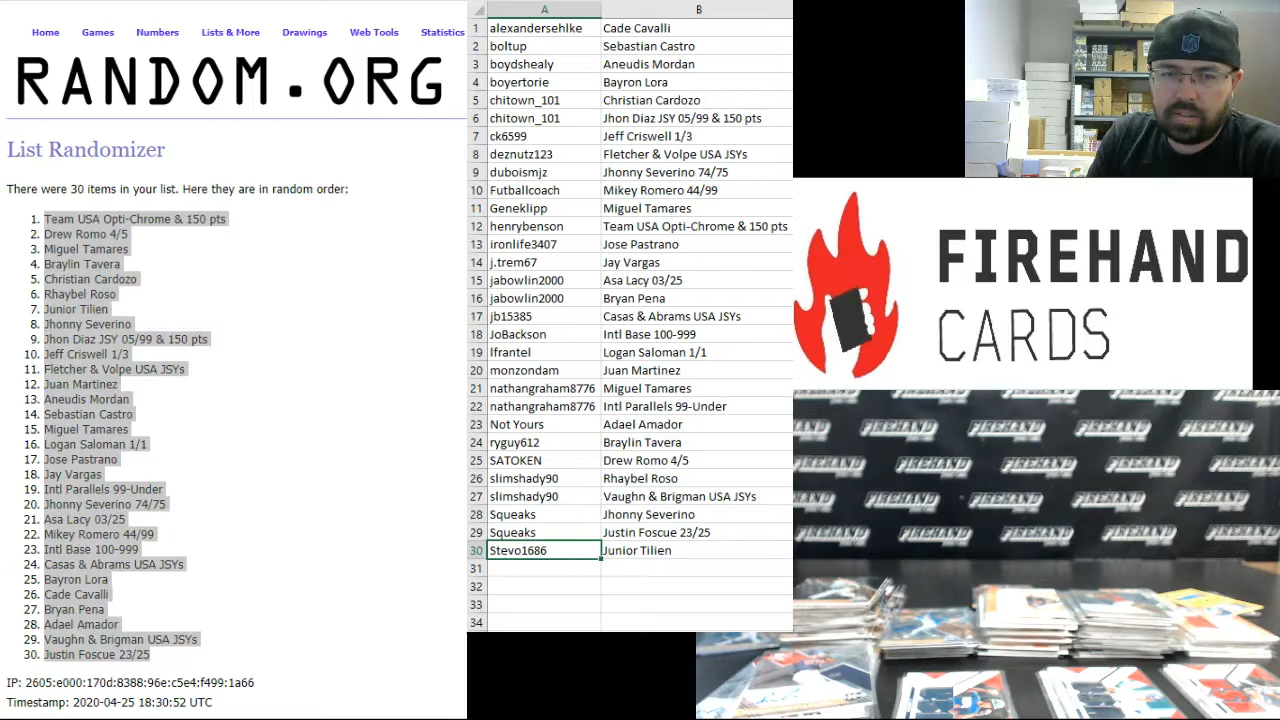 Home Games Numbers Lists & More Drawings Web Tools Statistics
RANDOM.ORG
List Randomizer
There were 30 items in your list. Here they are in random order:
1. Team USA Opti-Chrome & 150 pts
2. Drew Romo 4/5
3. Miguel Tamares
4. Braylin Tavera
5. Christian Cardozo
6. Rhaybel Roso
7. Junior Tilien
8. Jhonny Severino
9. Jhon Diaz JSY 05/99 & 150 pts
10. Jeff Criswell 1/3
11. Fletcher & Volpe USA JSYs
12. Juan Martinez
13. Aneudis Mordan
14. Sebastian Castro
15. Miguel Tamares
16. Logan Saloman 1/1
17. Jose Pastrano
18. Jay Vargas
19. Intl Parallels 99-Under
20. Jhonny Severino 74/75
21. Asa Lacy 03/25
22. Mikey Romero 44/99
23. Intl Base 100-999
24. Casas & Abrams USA JSYs
25. Bayron Lora
26. Cade Cavalli
27. Bryan Pena
28. Adael Amador
29. Vaughn & Brigman USA JSYs
30. Justin Foscue 23/25
IP: 2605:e000:170d:8388:96e:c5e4:f499:1a66
Timestamp: 2020-04-25 18:30:52 UTC
A B
1 alexandersehlke Cade Cavalli
2 boltup Sebastian Castro
3 boydshealy Aneudis Mordan
4 boyertorie Bayron Lora
5 chitown_101 Christian Cardozo
6 chitown_101 Jhon Diaz JSY 05/99 & 150 pts
7 ck6599 Jeff Criswell 1/3
8 deznutz123 Fletcher & Volpe USA JSYs
9 duboismjz Jhonny Severino 74/75
10 Futballcoach Mikey Romero 44/99
11 Geneklipp Miguel Tamares
12 henrybenson Team USA Opti-Chrome & 150 pts
13 ironlife3407 Jose Pastrano
14 j.trem67 Jay Vargas
15 jabowlin2000 Asa Lacy 03/25
16 jabowlin2000 Bryan Pena
17 jb15385 Casas & Abrams USA JSYs
18 JoBackson Intl Base 100-999
19 lfrantel Logan Saloman 1/1
20 monzondam Juan Martinez
21 nathangraham8776 Miguel Tamares
22 nathangraham8776 Intl Parallels 99-Under
23 Not Yours Adael Amador
24 ryguy612 Braylin Tavera
25 SATOKEN Drew Romo 4/5
26 slimshady90 Rhaybel Roso
27 slimshady90 Vaughn & Brigman USA JSYs
28 Squeaks Jhonny Severino
29 Squeaks Justin Foscue 23/25
30 Stevo1686 Junior Tilien
31
32
33
34
FIREHAND
CARDS